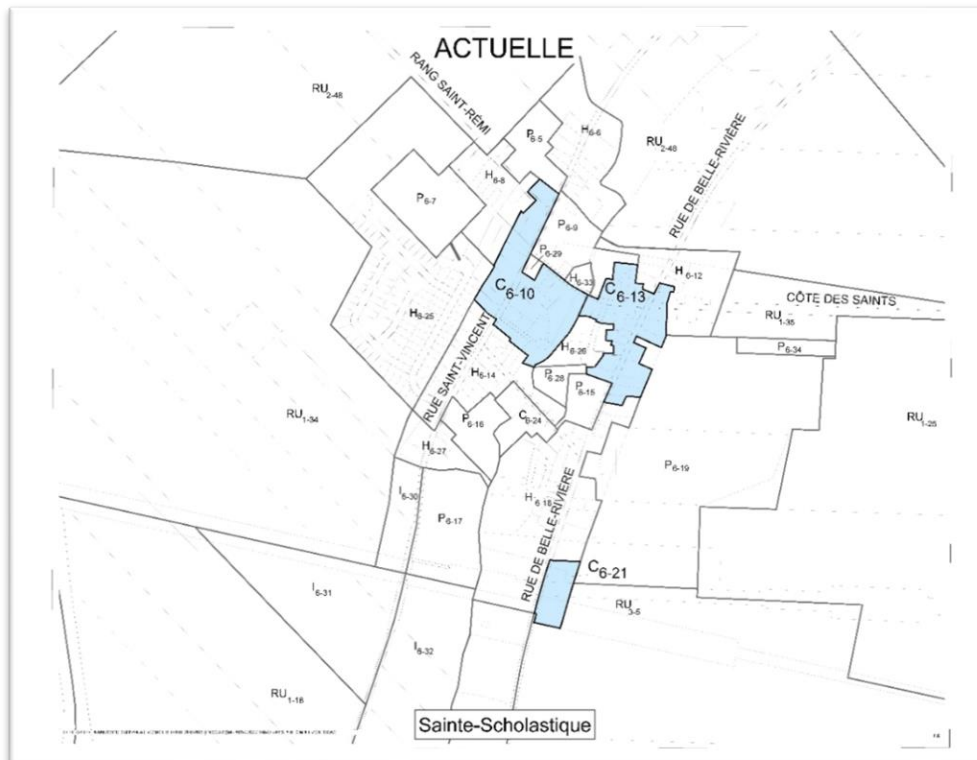 ACTUELLE
RANG SAINT-RÉMI
RU2-48
P6-5
H6-6
RU2-48
RUE DE BELLE-RIVIÈRE
H6-8
P6-7
P6-9
P6-29
H6-33
H6-12
C6-10
C6-13
CÔTE DES SAINTS
RU1-35
P6-34
H6-25
RUE SAINT-VINCENT
H6-26
H6-14
P6-28
P6-15
P6-16
C6-24
RU1-34
RU1-25
H6-27
P6-19
I6-30
H6-18
P6-17
RUE DE BELLE-RIVIÈRE
C6-21
I6-31
RU3-5
I6-32
RU1-16
Sainte-Scholastique